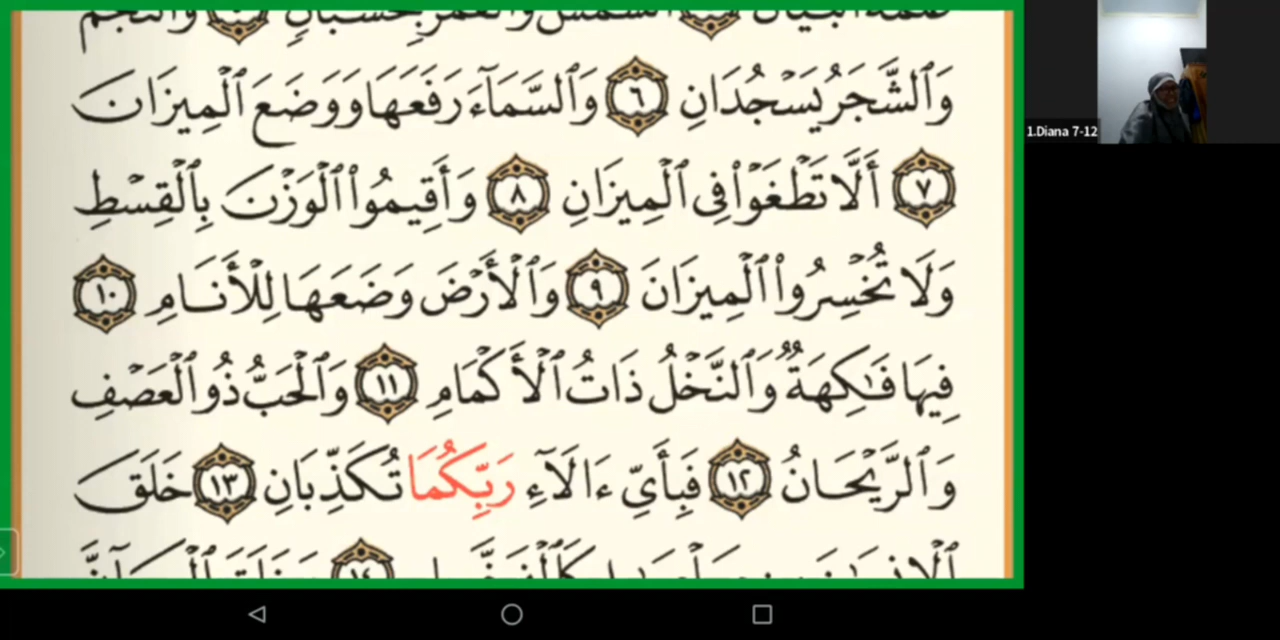 وَٱلشَّجَرُ يَسْجُدَانِ ٦ وَٱلسَّمَآءَ رَفَعَهَا وَوَضَعَ ٱلْمِيزَانَ
٧ أَلَّا تَطْغَوْا۟ فِى ٱلْمِيزَانِ ٨ وَأَقِيمُوا۟ ٱلْوَزْنَ بِٱلْقِسْطِ
وَلَا تُخْسِرُوا۟ ٱلْمِيزَانَ ٩ وَٱلْأَرْضَ وَضَعَهَا لِلْأَنَامِ ١٠
فِيهَا فَـٰكِهَةٌ وَٱلنَّخْلُ ذَاتُ ٱلْأَكْمَامِ ١١ وَٱلْحَبُّ ذُو ٱلْعَصْفِ
وَٱلرَّيْحَانُ ١٢ فَبِأَىِّ ءَالَآءِ رَبِّكُمَا تُكَذِّبَانِ ١٣ خَلَقَ
1.Diana 7-12